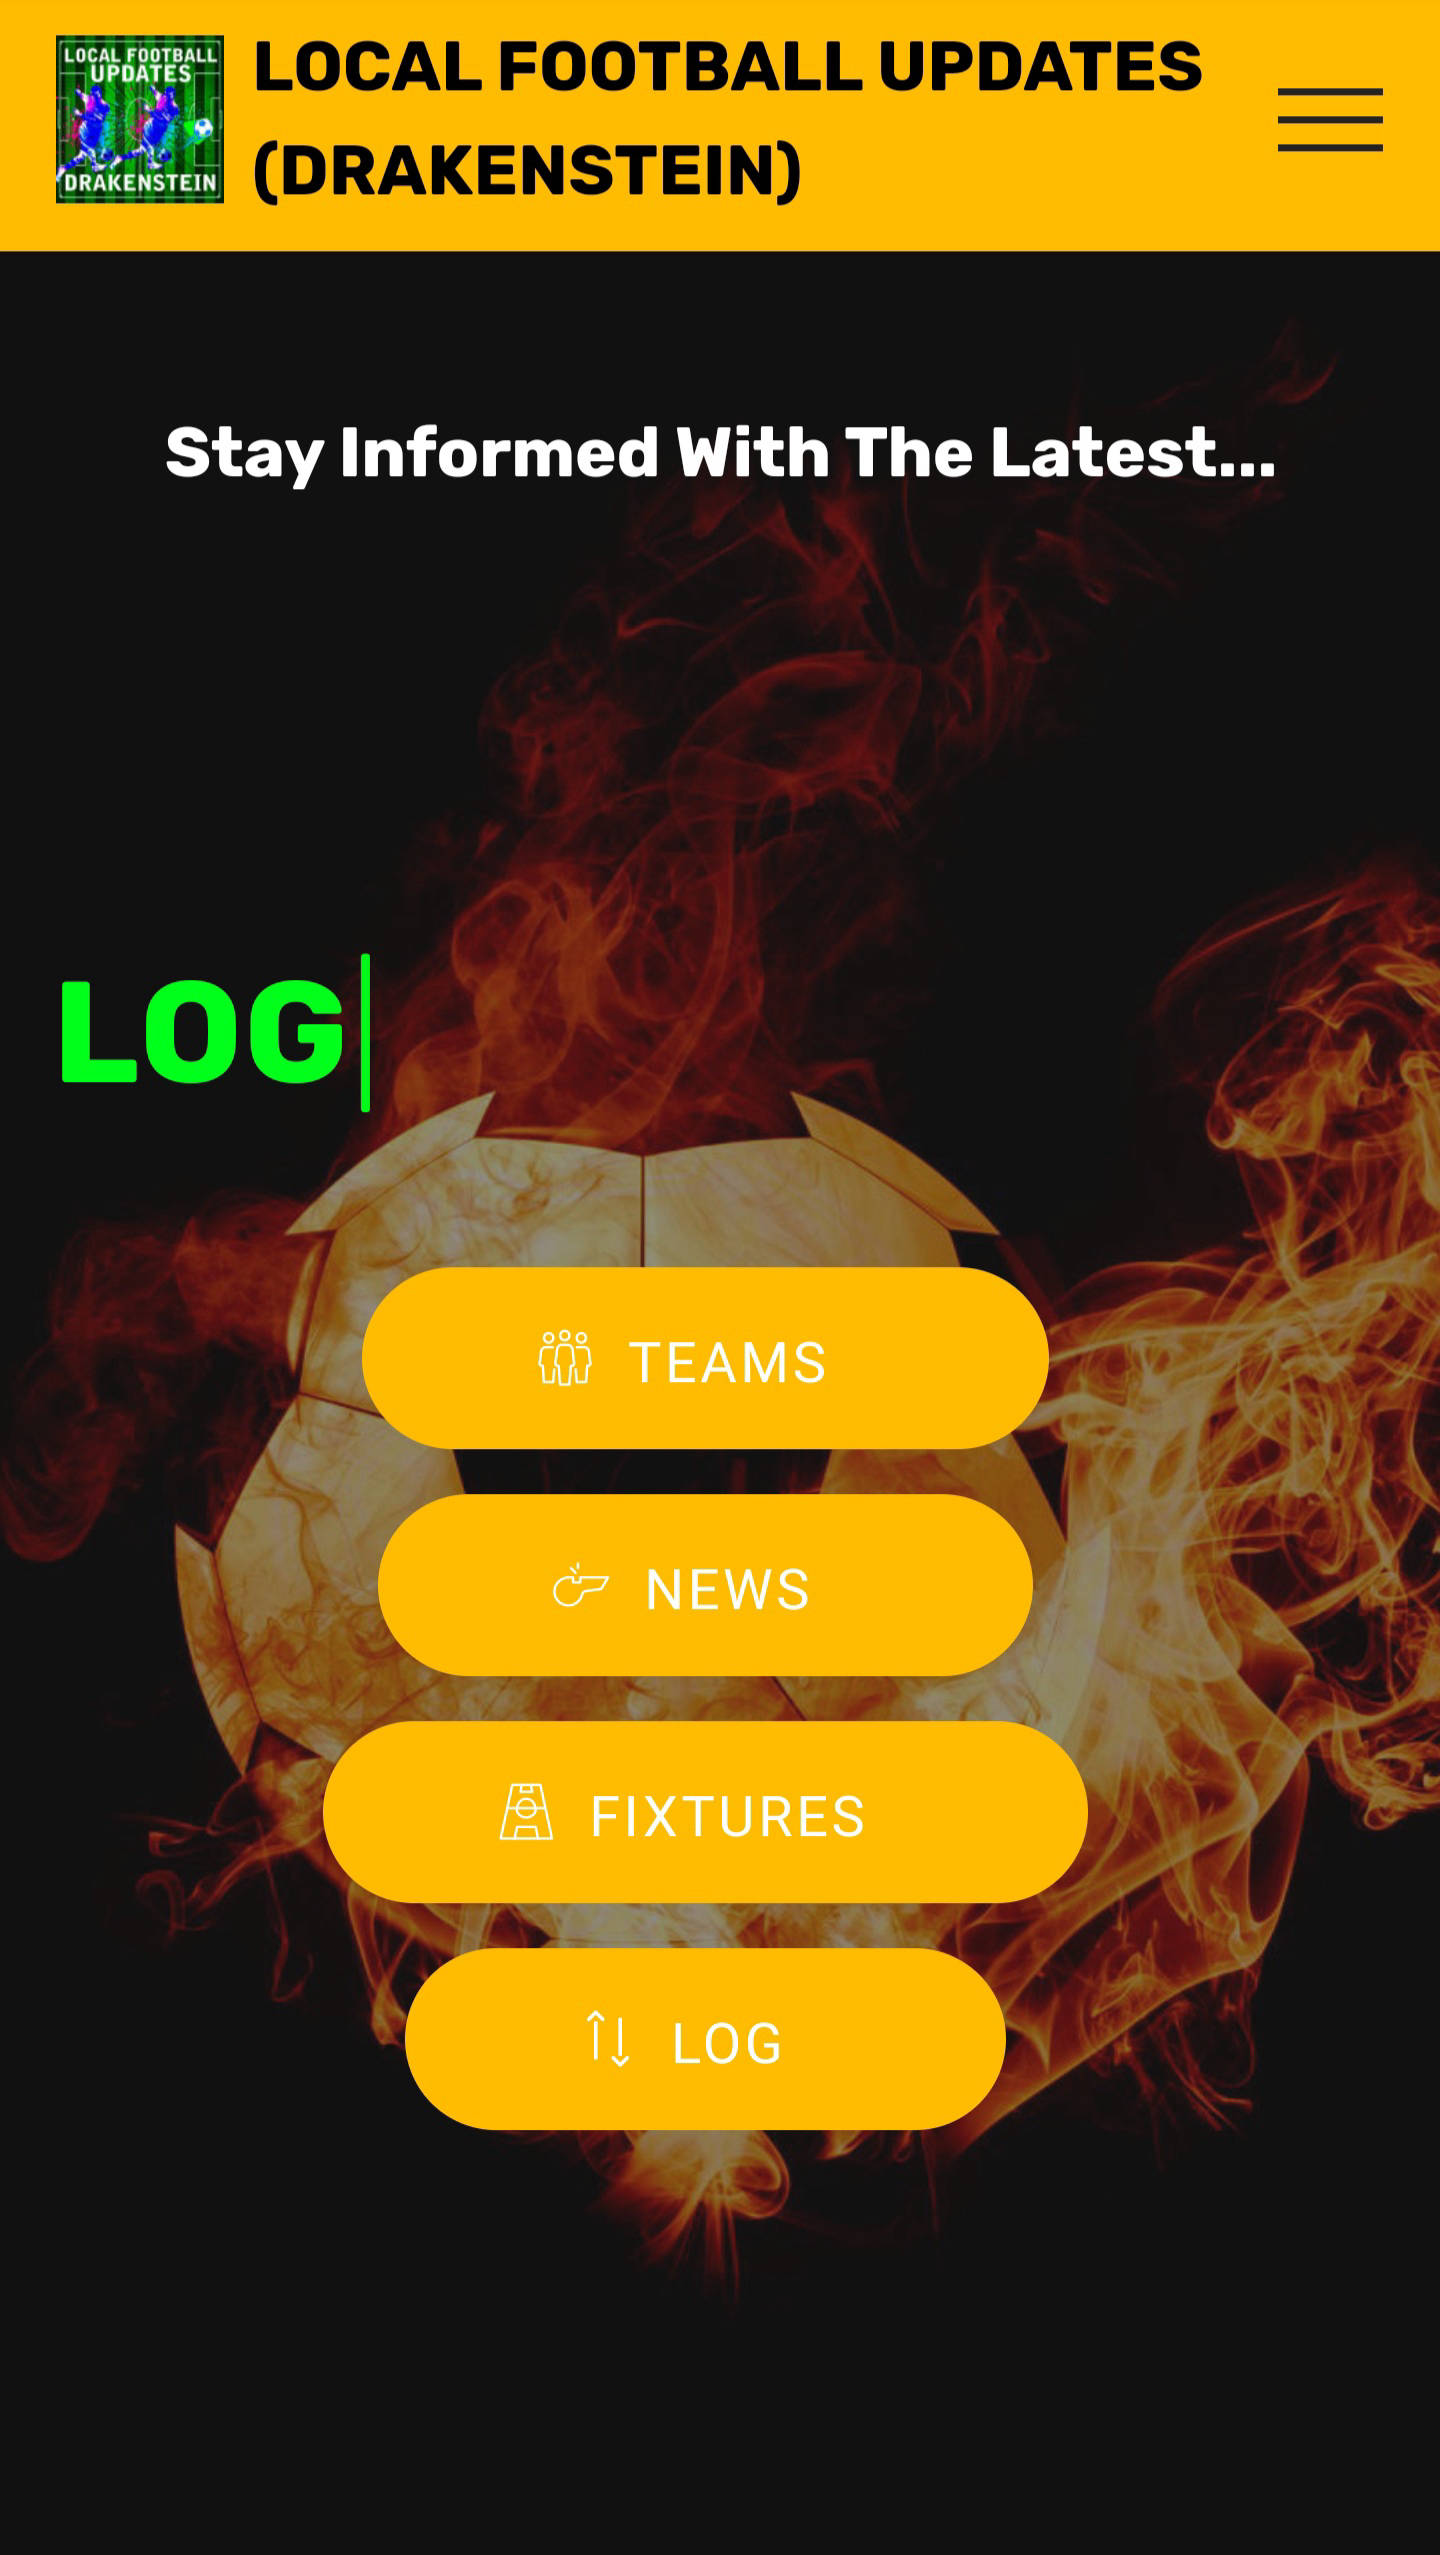 LOCAL FOOTBALL
UPDATES
DRAKENSTEIN
LOCAL FOOTBALL UPDATES
(DRAKENSTEIN)
Stay Informed With The Latest...
LOG
TEAMS
NEWS
FIXTURES
LOG